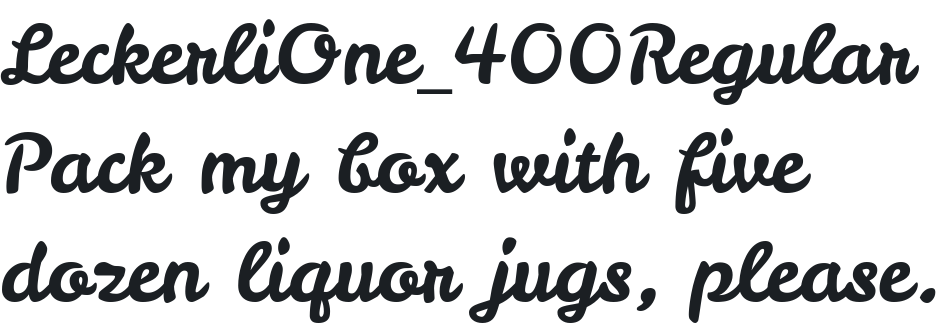 LeckerliOne_400Regular
Pack my box with five
dozen liquor jugs, please.